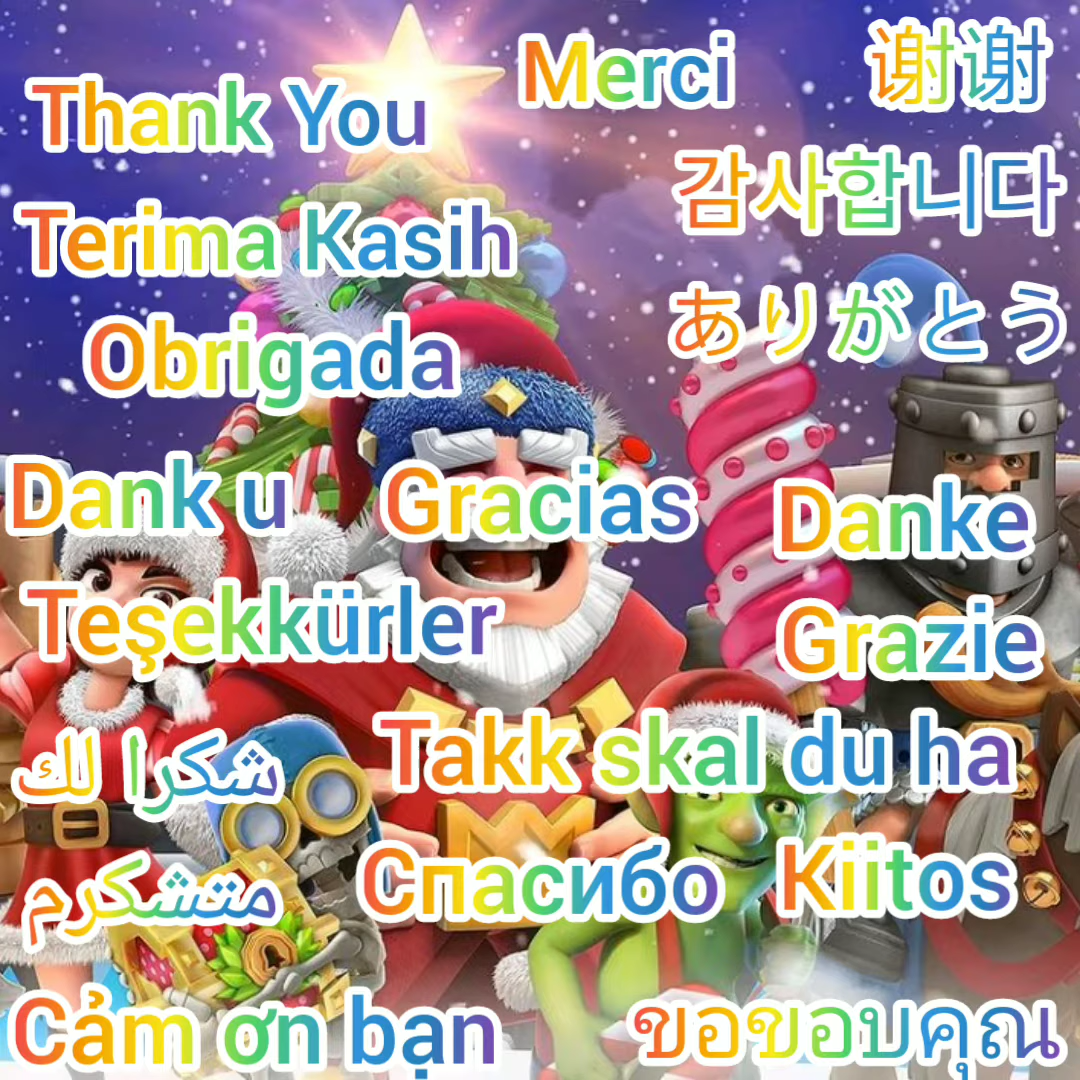 Thank You
Merci
谢谢
Terima Kasih
감사합니다
Obrigada
ありがとう
Dank u
Gracias
Danke
Teşekkürler
Grazie
شكرا لك
Takk skal du ha
متشکرم
Спасибо
Kiitos
Cảm ơn bạn
ขอขอบคุณ